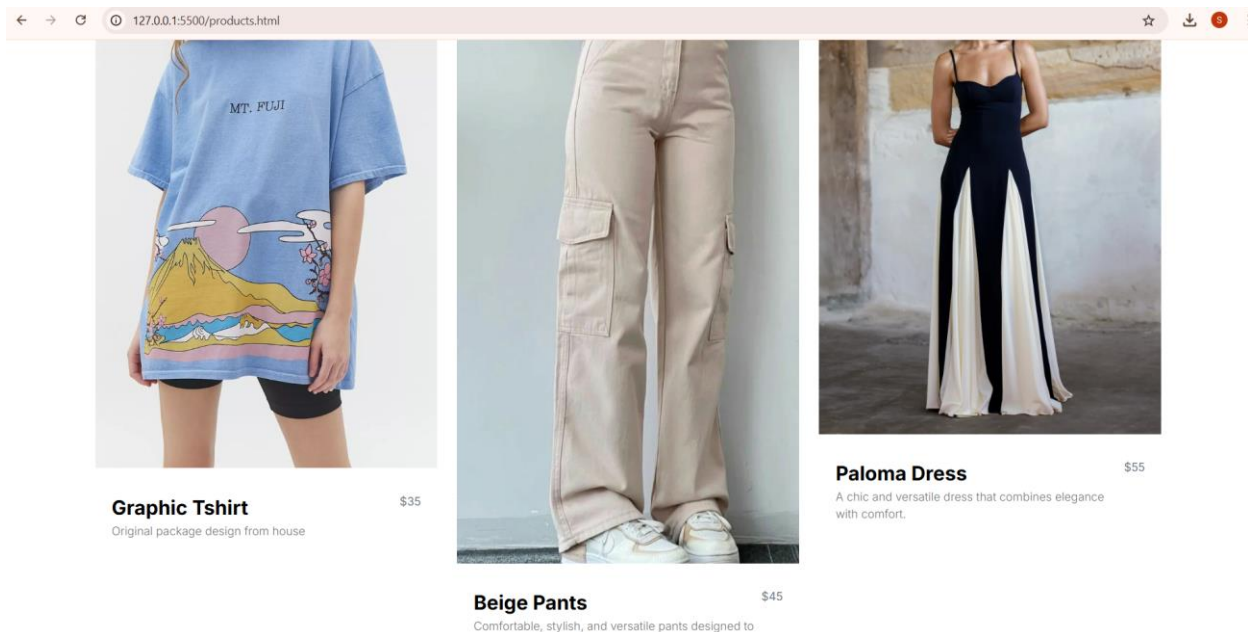 127.0.0.1:5500/products.html
S
MT. FUJI
Graphic Tshirt
$35
Original package design from house
Beige Pants
$45
Comfortable, stylish, and versatile pants designed to
Paloma Dress
$55
A chic and versatile dress that combines elegance
with comfort.